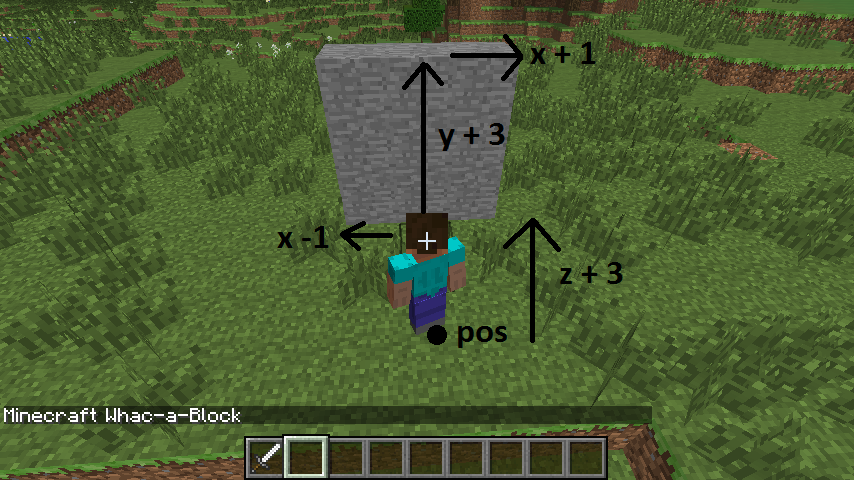 x + 1
y + 3
x -1
z + 3
pos
Minecraft Whac-a-Block